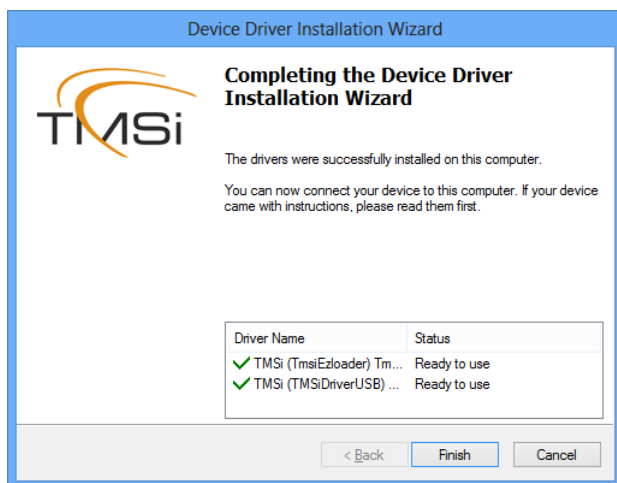 Device Driver Installation Wizard
TMSi
Completing the Device Driver
Installation Wizard
The drivers were successfully installed on this computer.
You can now connect your device to this computer. If your device
came with instructions, please read them first.
Driver Name Status
TMSi (TmsiEzloader) Tm... Ready to use
TMSi (TMSiDriverUSB) ... Ready to use
< Back Finish Cancel